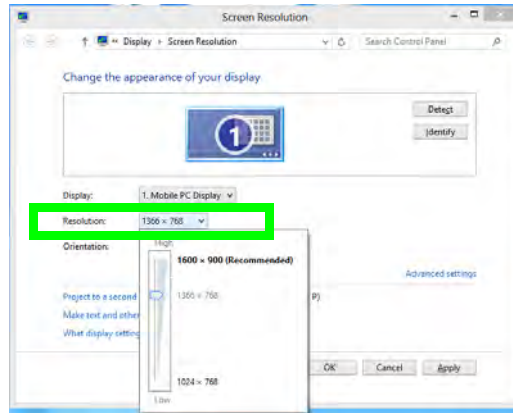 Screen Resolution
Display ▸ Screen Resolution
Search Control Panel
Change the appearance of your display
1
Detect
Identify
Display: 1. Mobile PC Display
Resolution: 1366 × 768
Orientation:
High
1600 × 900 (Recommended)
Advanced settings
Project to a second
1366 × 768
P)
Make text and other
What display setting
1024 × 768
OK Cancel Apply
Low